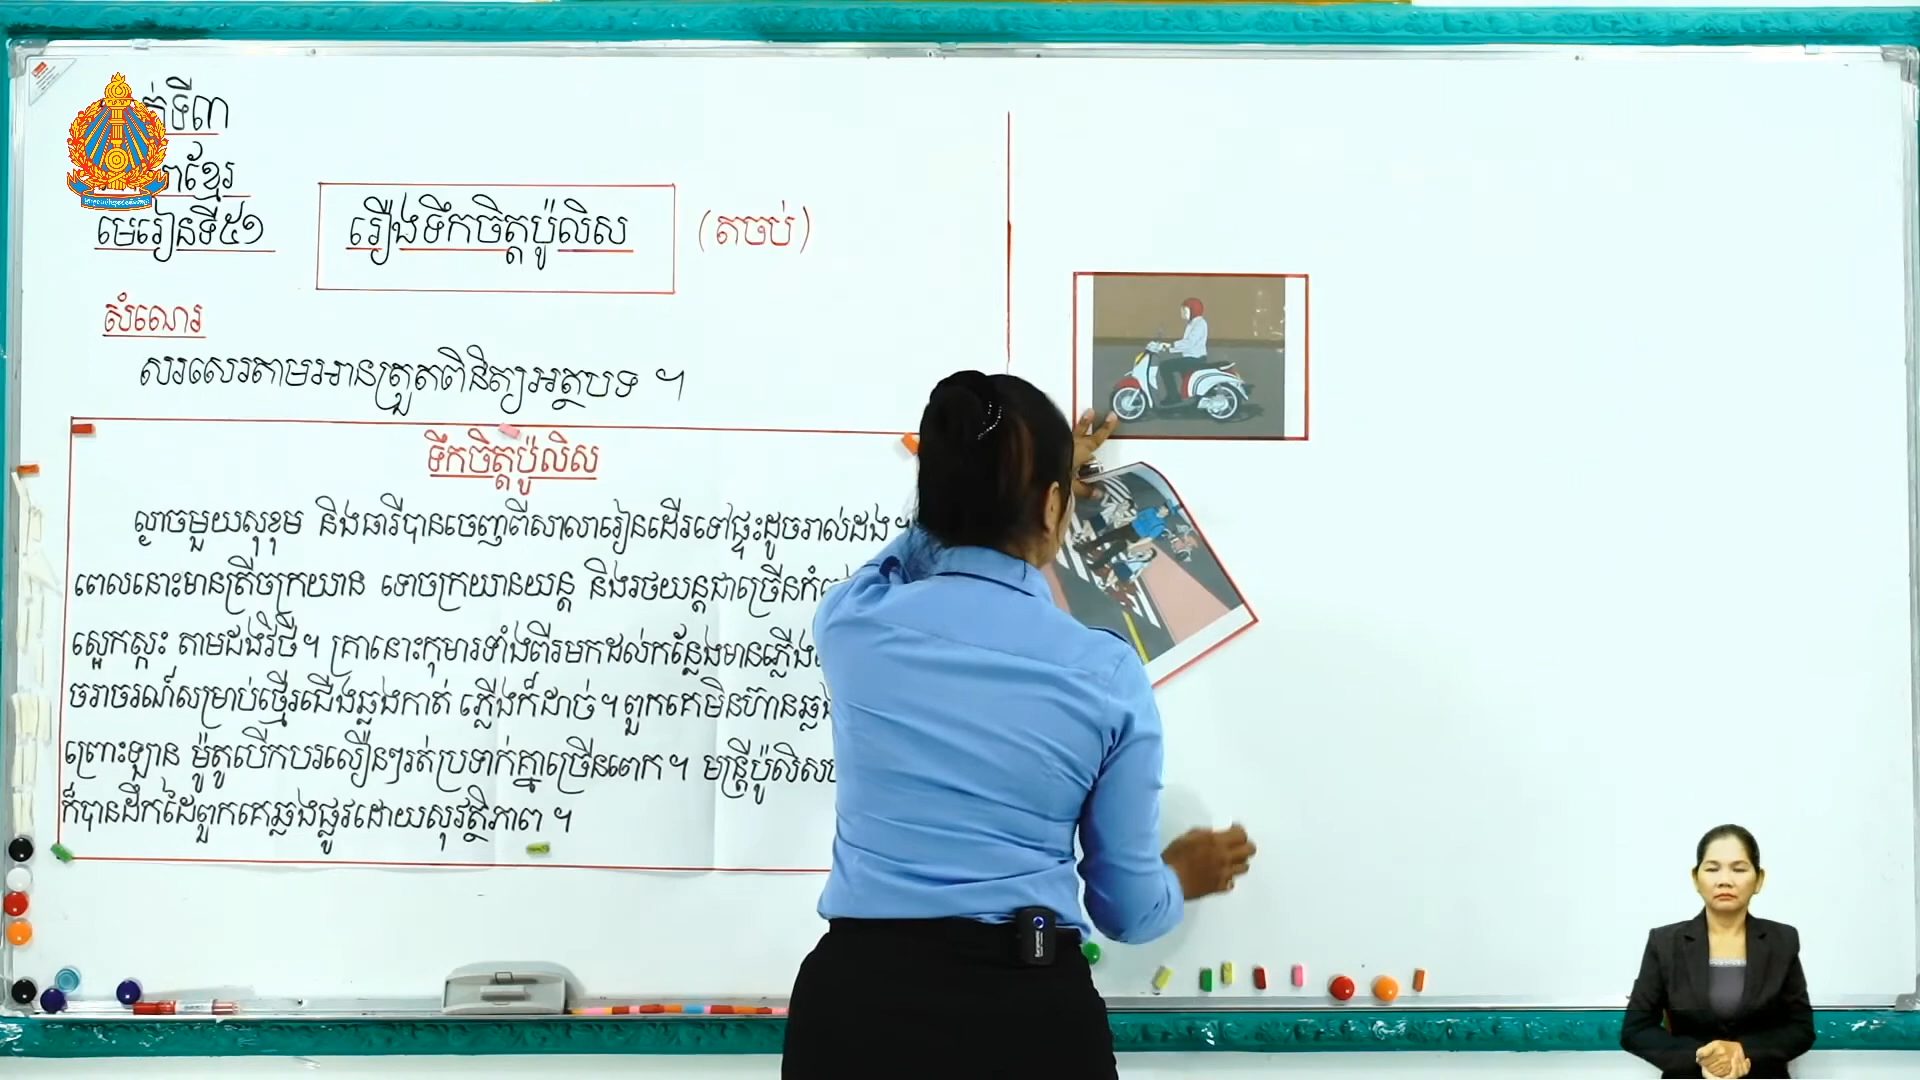 ទី៣
ខ្មែរ
មេរៀនទី៥១
រឿងទឹកចិត្តប៉ូលិស
(តចប់)
សំណេរ
សរសេរតាមអានត្រួតពិនិត្យអត្ថបទ ។
ទឹកចិត្តប៉ូលិស
ល្ងាចមួយសុខុម និងធារីបានចេញពីសាលារៀនដើរទៅផ្ទះដូចរាល់ដង ។
ពេលនោះមានត្រីចក្រយាន ទោចក្រយានយន្ត និងរថយន្តជាច្រើន
ស្អេកស្កះ តាមដងវិថី។ គ្រានោះកុមារទាំងពីរមកដល់កន្លែងមានភ្លើង
ចរាចរណ៍សម្រាប់ថ្មើរជើងឆ្លងកាត់ ភ្លើងក៏ដាច់។ ពួកគេមិនហ៊ានឆ្លង
ព្រោះឡាន ម៉ូតូបើកបរលឿនៗរត់ប្រទាក់គ្នាច្រើនពេក។ មន្ត្រីប៉ូលិស
ក៏បានដឹកដៃពួកគេឆ្លងផ្លូវដោយសុវត្ថិភាព ។